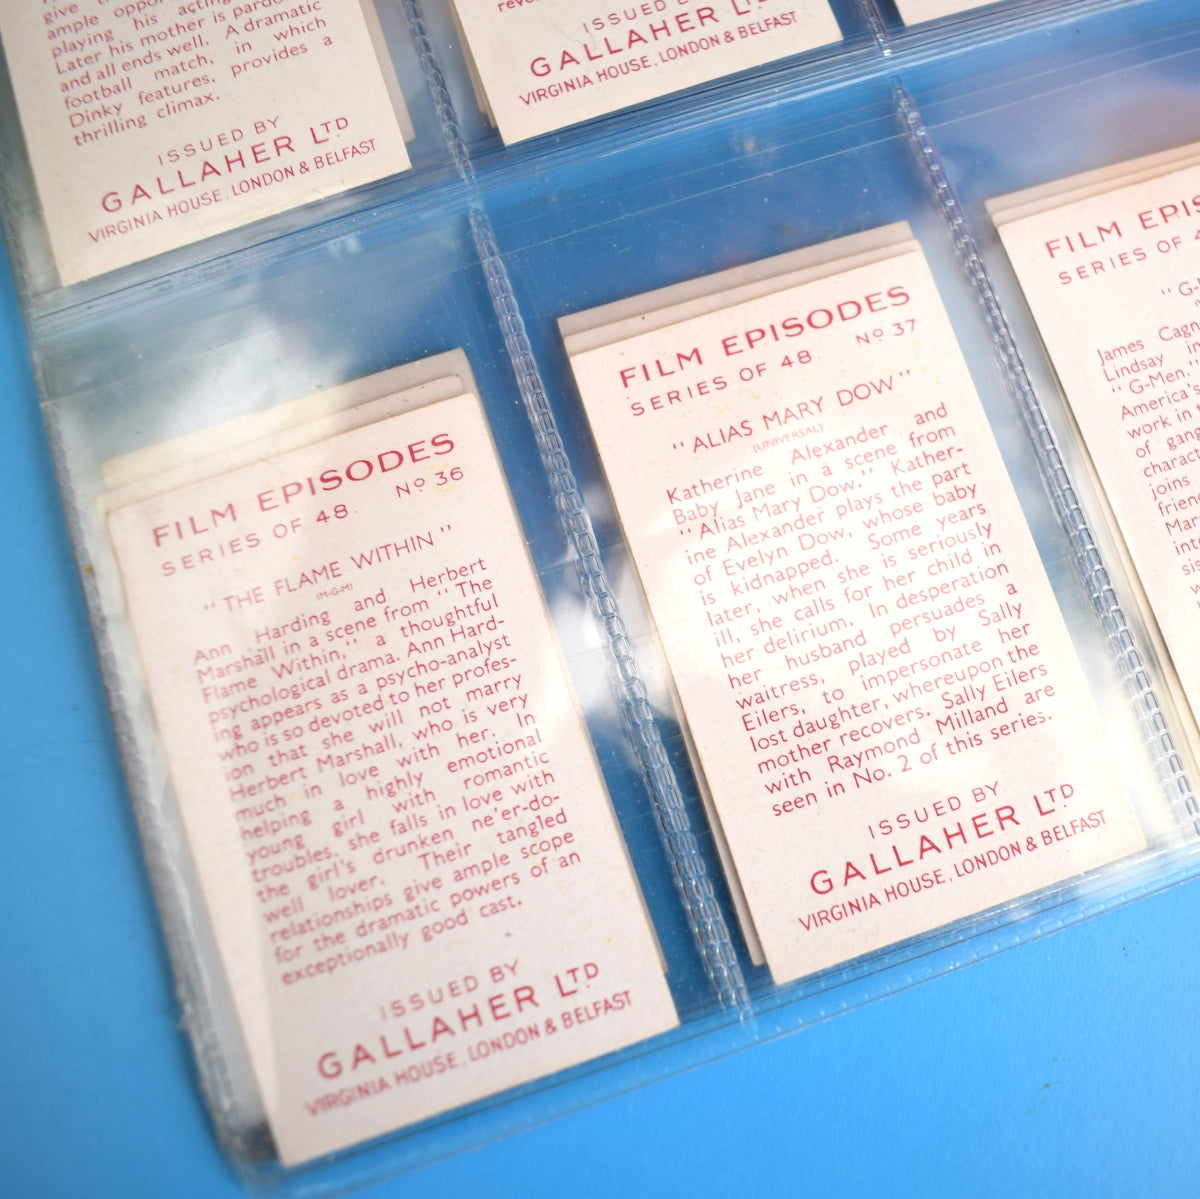 give
ample
playing his acting
Later his mother is pardo
and all ends well. A dramatic
football match, in which
Dinky features, provides a
thrilling climax.
ISSUED BY
GALLAHER LTD
VIRGINIA HOUSE, LONDON & BELFAST
ISSUED
GALLAHER LTD
VIRGINIA HOUSE, LONDON & BELFAST
FILM EPISODES
SERIES OF 48. No 36
"THE FLAME WITHIN"
(M-G-M)
Ann Harding and Herbert
Marshall in a scene from "The
Flame Within," a thoughtful
psychological drama. Ann Hard-
ing appears as a psycho-analyst
who is so devoted to her profes-
ion that she will not marry
Herbert Marshall, who is very
much in love with her. In
helping a highly emotional
young girl with romantic
troubles, she falls in love with
the girl's drunken ne'er-do-
well lover. Their tangled
relationships give ample scope
for the dramatic powers of an
exceptionally good cast.
ISSUED BY
GALLAHER LTD
VIRGINIA HOUSE, LONDON & BELFAST
FILM EPISODES
SERIES OF 48. No 37
"ALIAS MARY DOW"
(UNIVERSAL)
Katherine Alexander and
Baby Jane in a scene from
"Alias Mary Dow." Kather-
ine Alexander plays the part
of Evelyn Dow, whose baby
is kidnapped. Some years
later, when she is seriously
ill, she calls for her child in
her delirium. In desperation
her husband persuades a
waitress, played by Sally
Eilers, to impersonate her
lost daughter, whereupon the
mother recovers. Sally Eilers
with Raymond Milland are
seen in No. 2 of this series.
ISSUED BY
GALLAHER LTD
VIRGINIA HOUSE, LONDON & BELFAST
FILM EPIS
SERIES OF 4
"G-
James Cagn
Lindsay in
"G-Men,"
America's
work in
of gang
charact
joins
frien
Mar
inte
sis